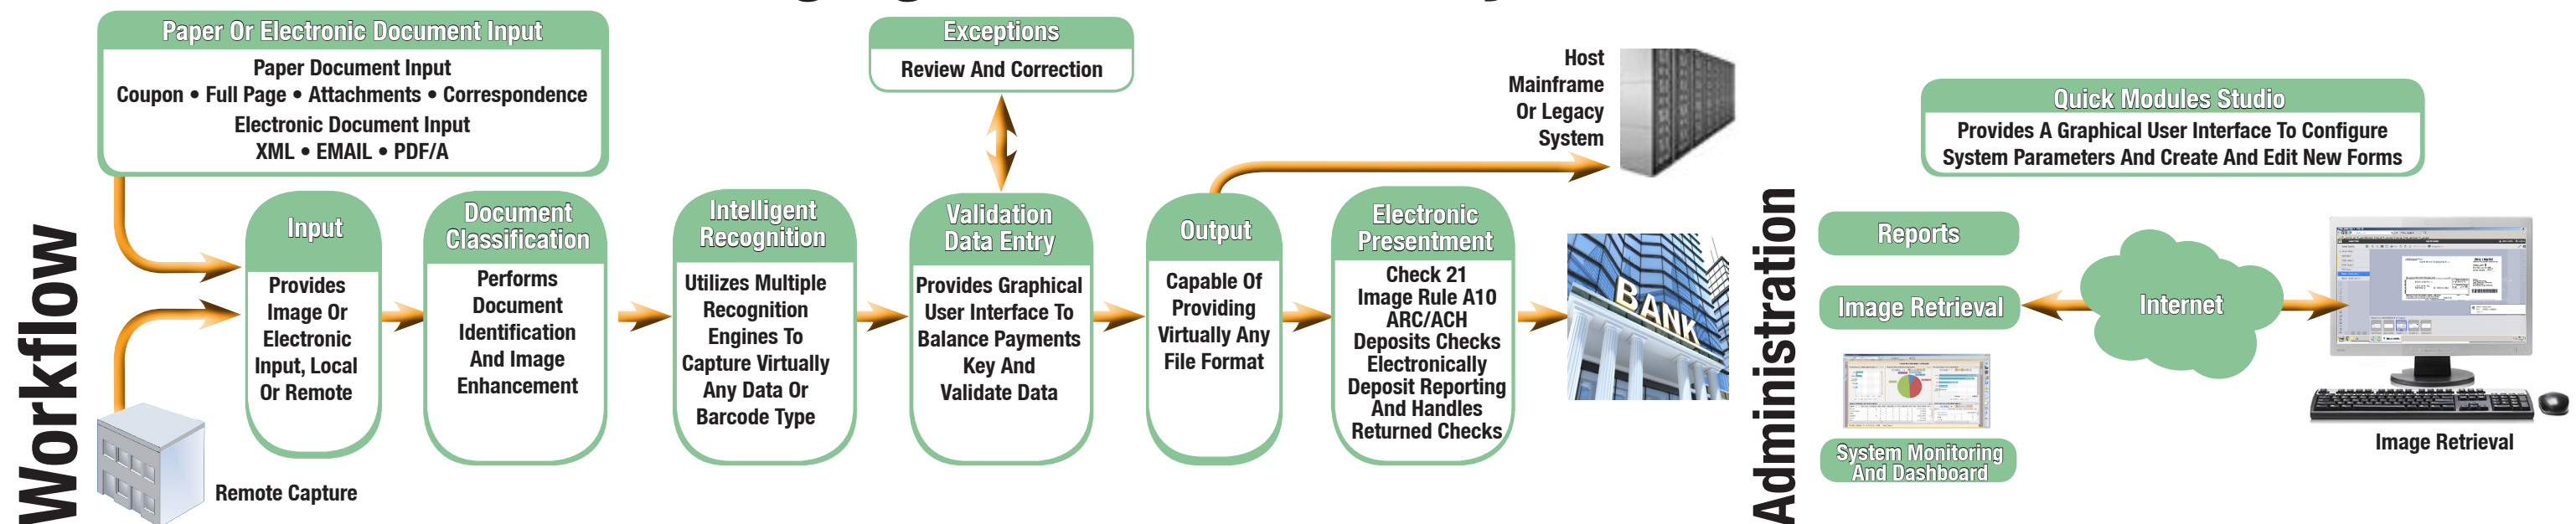 Workflow
Paper Or Electronic Document Input
Paper Document Input
Coupon • Full Page • Attachments • Correspondence
Electronic Document Input
XML • EMAIL • PDF/A
Exceptions
Review And Correction
Host
Mainframe
Or Legacy
System
Input
Provides
Image Or
Electronic
Input, Local
Or Remote
Document
Classification
Performs
Document
Identification
And Image
Enhancement
Intelligent
Recognition
Utilizes Multiple
Recognition
Engines To
Capture Virtually
Any Data Or
Barcode Type
Validation
Data Entry
Provides Graphical
User Interface To
Balance Payments
Key And
Validate Data
Output
Capable Of
Providing
Virtually Any
File Format
Electronic
Presentment
Check 21
Image Rule A10
ARC/ACH
Deposits Checks
Electronically
Deposit Reporting
And Handles
Returned Checks
BANK
Remote Capture
Administration
Quick Modules Studio
Provides A Graphical User Interface To Configure
System Parameters And Create And Edit New Forms
Reports
Image Retrieval
System Monitoring
And Dashboard
Internet
Image Retrieval